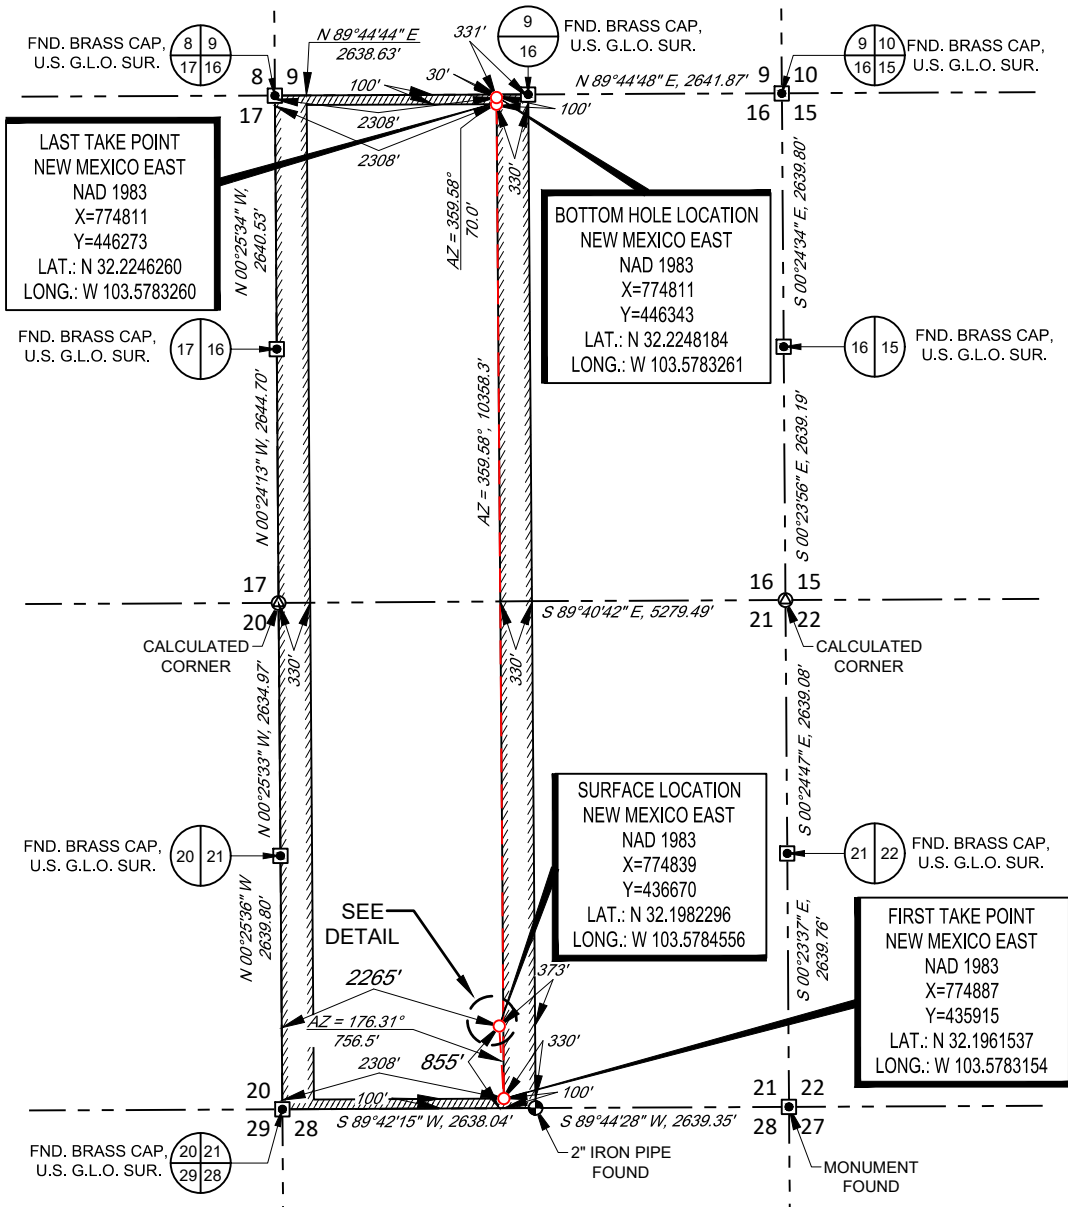 FND. BRASS CAP,
U.S. G.L.O. SUR.
8 9
17 16
N 89°44'44" E
2638.63'
331'
9
16
FND. BRASS CAP,
U.S. G.L.O. SUR.
9 10
16 15
FND. BRASS CAP,
U.S. G.L.O. SUR.
8 9
17
30'
100'
2308'
2308'
100'
N 89°44'48" E, 2641.87'
9 10
16 15
LAST TAKE POINT
NEW MEXICO EAST
NAD 1983
X=774811
Y=446273
LAT.: N 32.2246260
LONG.: W 103.5783260
N 00°25'34" W,
2640.53'
AZ = 359.58°
70.0'
330'
BOTTOM HOLE LOCATION
NEW MEXICO EAST
NAD 1983
X=774811
Y=446343
LAT.: N 32.2248184
LONG.: W 103.5783261
S 00°24'34" E, 2639.80'
FND. BRASS CAP,
U.S. G.L.O. SUR.
17 16
16 15
FND. BRASS CAP,
U.S. G.L.O. SUR.
N 00°24'13" W, 2644.70'
AZ = 359.58°, 10358.3'
S 00°23'56" E, 2639.19'
17
20
16 15
21 22
S 89°40'42" E, 5279.49'
CALCULATED
CORNER
330'
330'
CALCULATED
CORNER
N 00°25'33" W, 2634.97'
S 00°24'47" E, 2639.08'
SURFACE LOCATION
NEW MEXICO EAST
NAD 1983
X=774839
Y=436670
LAT.: N 32.1982296
LONG.: W 103.5784556
FND. BRASS CAP,
U.S. G.L.O. SUR.
20 21
21 22
FND. BRASS CAP,
U.S. G.L.O. SUR.
N 00°25'36" W
2639.80'
SEE
DETAIL
S 00°23'37" E,
2639.76'
FIRST TAKE POINT
NEW MEXICO EAST
NAD 1983
X=774887
Y=435915
LAT.: N 32.1961537
LONG.: W 103.5783154
2265'
373'
AZ = 176.31°
756.5'
330'
2308'
855'
100'
100'
20
29 28
21 22
28 27
S 89°42'15" W, 2638.04'
S 89°44'28" W, 2639.35'
FND. BRASS CAP,
U.S. G.L.O. SUR.
20 21
29 28
2" IRON PIPE
FOUND
MONUMENT
FOUND